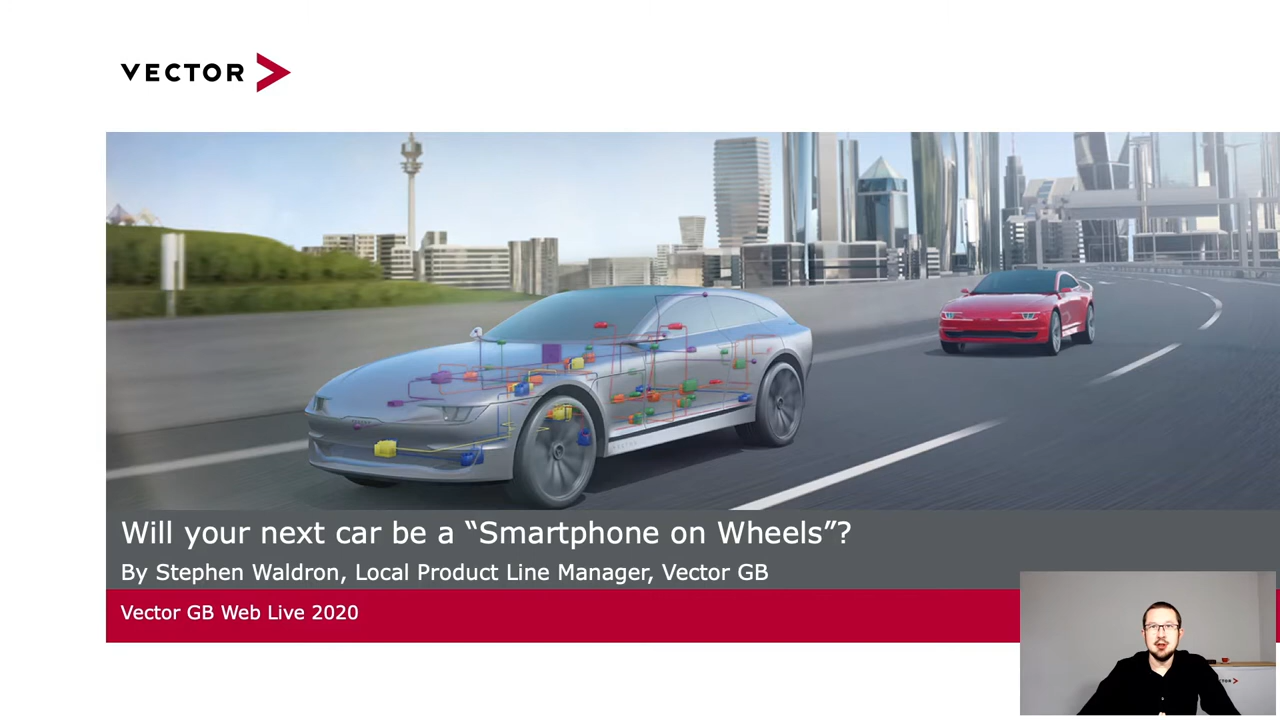 VECTOR
Will your next car be a “Smartphone on Wheels”?
By Stephen Waldron, Local Product Line Manager, Vector GB
Vector GB Web Live 2020